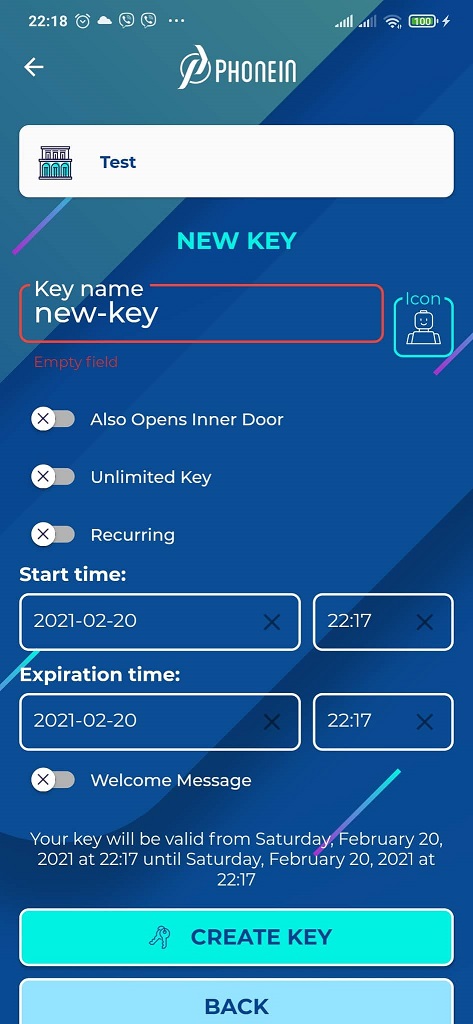 22:18
100
PHONEIN
Test
NEW KEY
Key name
new-key
Icon
Empty field
Also Opens Inner Door
Unlimited Key
Recurring
Start time:
2021-02-20
22:17
Expiration time:
2021-02-20
22:17
Welcome Message
Your key will be valid from Saturday, February 20,
2021 at 22:17 until Saturday, February 20, 2021 at
22:17
CREATE KEY
BACK